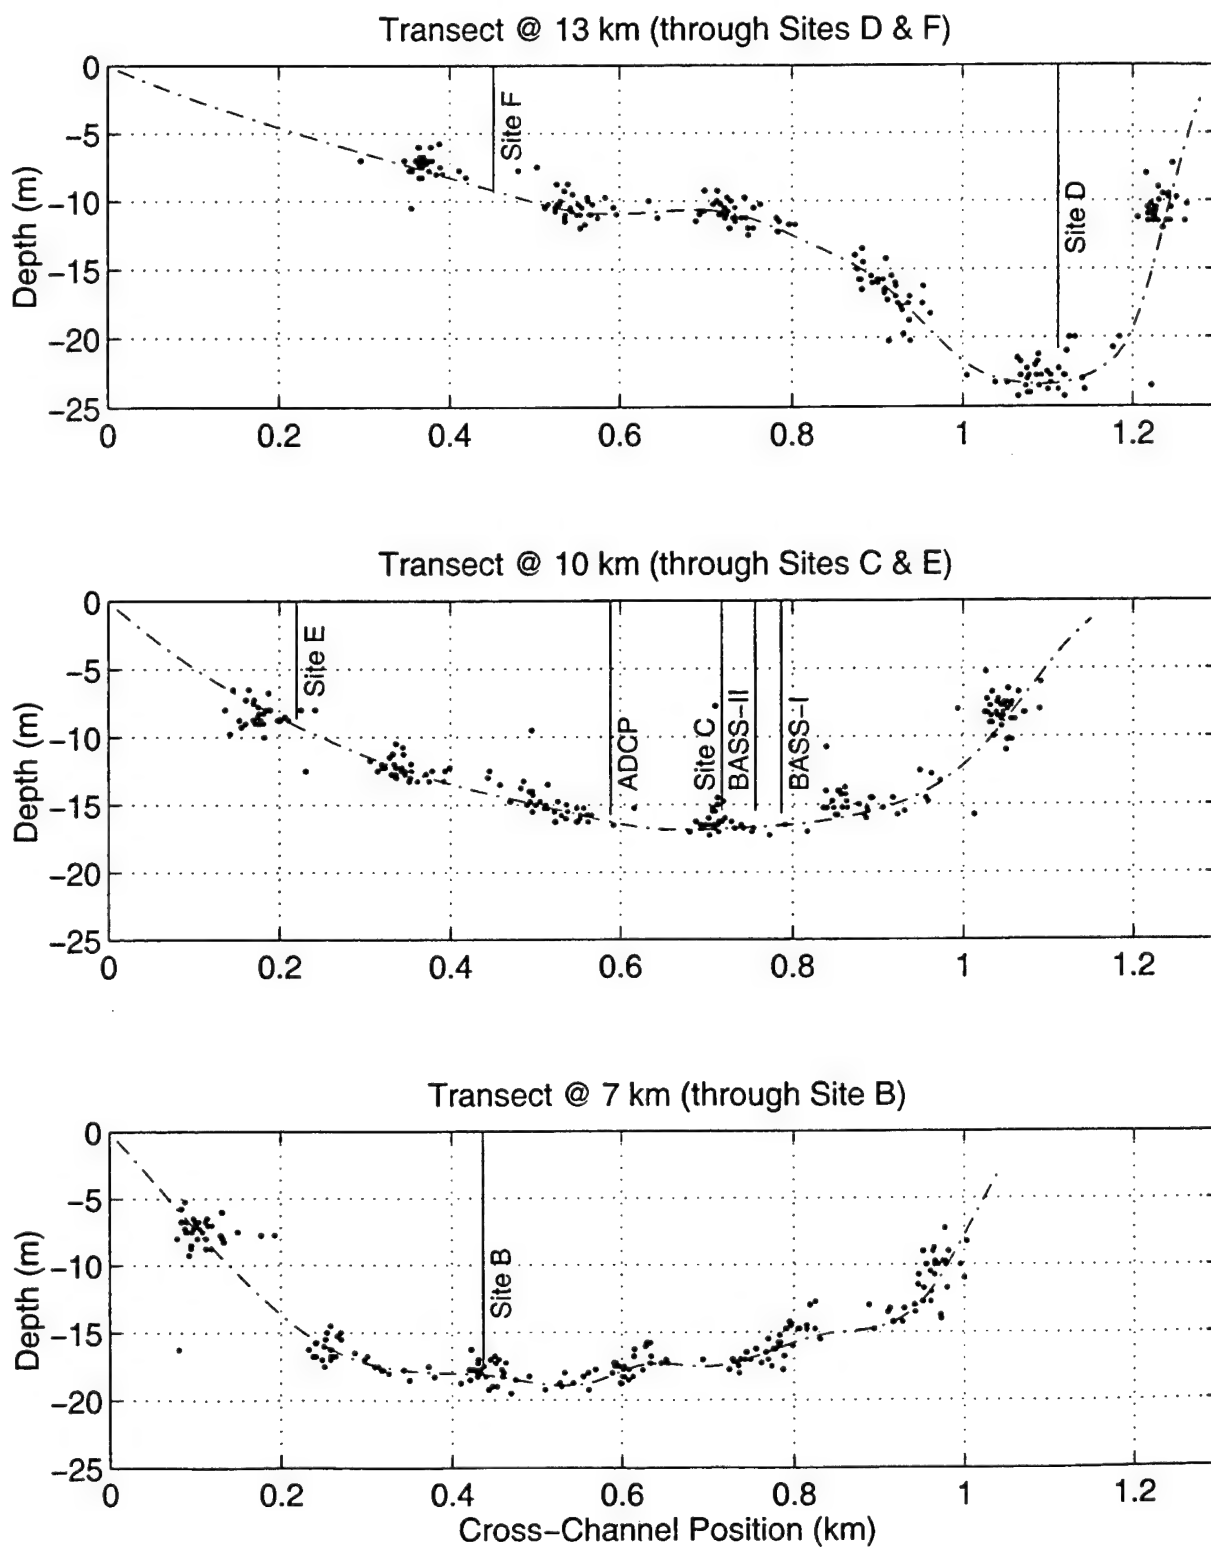 Transect @ 13 km (through Sites D & F)
0
−5
−10
−15
−20
−25
Depth (m)
Site F
Site D
0
0.2
0.4
0.6
0.8
1
1.2
Transect @ 10 km (through Sites C & E)
0
−5
−10
−15
−20
−25
Depth (m)
Site E
ADCP
Site C
BASS−II
BASS−I
0
0.2
0.4
0.6
0.8
1
1.2
Transect @ 7 km (through Site B)
0
−5
−10
−15
−20
−25
Depth (m)
Site B
0
0.2
0.4
0.6
0.8
1
1.2
Cross−Channel Position (km)